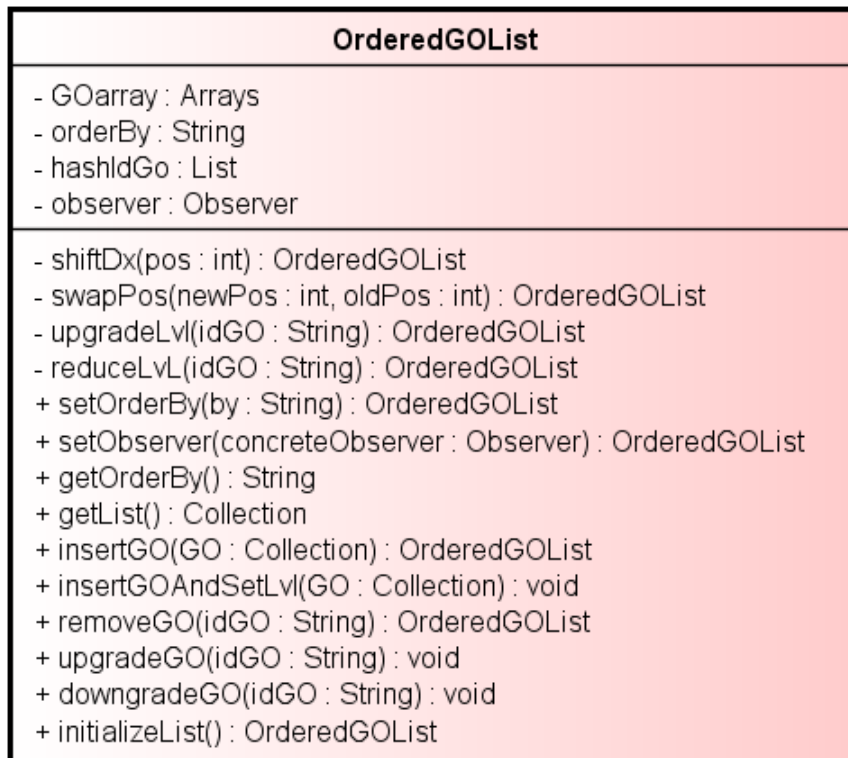 OrderedGOList
- GOarray : Arrays
- orderBy : String
- hashIdGo : List
- observer : Observer
- shiftDx(pos : int) : OrderedGOList
- swapPos(newPos : int, oldPos : int) : OrderedGOList
- upgradeLvl(idGO : String) : OrderedGOList
- reduceLvL(idGO : String) : OrderedGOList
+ setOrderBy(by : String) : OrderedGOList
+ setObserver(concreteObserver : Observer) : OrderedGOList
+ getOrderBy() : String
+ getList() : Collection
+ insertGO(GO : Collection) : OrderedGOList
+ insertGOAndSetLvl(GO : Collection) : void
+ removeGO(idGO : String) : OrderedGOList
+ upgradeGO(idGO : String) : void
+ downgradeGO(idGO : String) : void
+ initializeList() : OrderedGOList